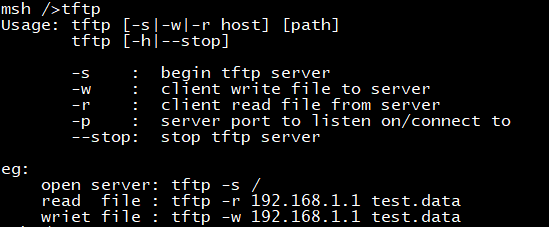 msh />tftp
Usage: tftp [-s|-w|-r host] [path]
tftp [-h|--stop]
-s : begin tftp server
-w : client write file to server
-r : client read file from server
-p : server port to listen on/connect to
--stop: stop tftp server
eg:
open server: tftp -s /
read file : tftp -r 192.168.1.1 test.data
wriet file : tftp -w 192.168.1.1 test.data